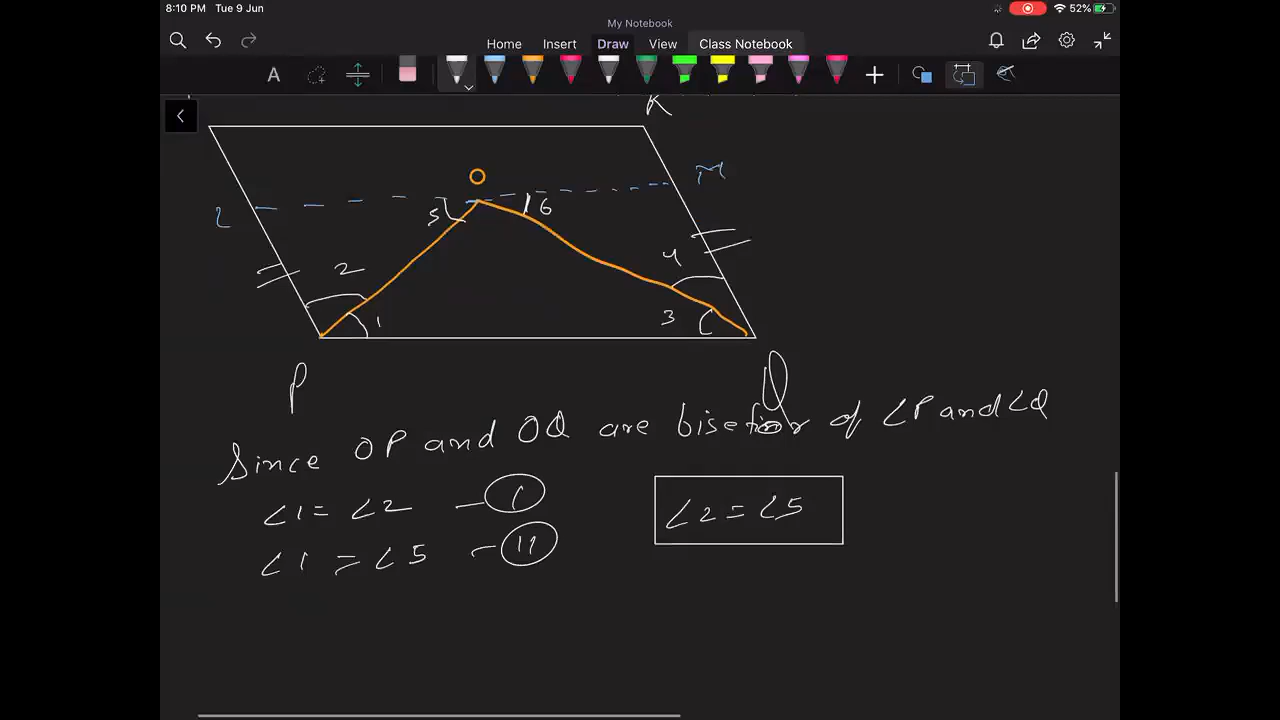 8:10 PM Tue 9 Jun
52%
My Notebook
Home Insert Draw View Class Notebook
A
R
O
M
L
5 6
2 4
1 3
P Q
Since OP and OQ are bisector of ∠P and ∠Q
∠1 = ∠2 — I
∠2 = ∠5
∠1 = ∠5 — II